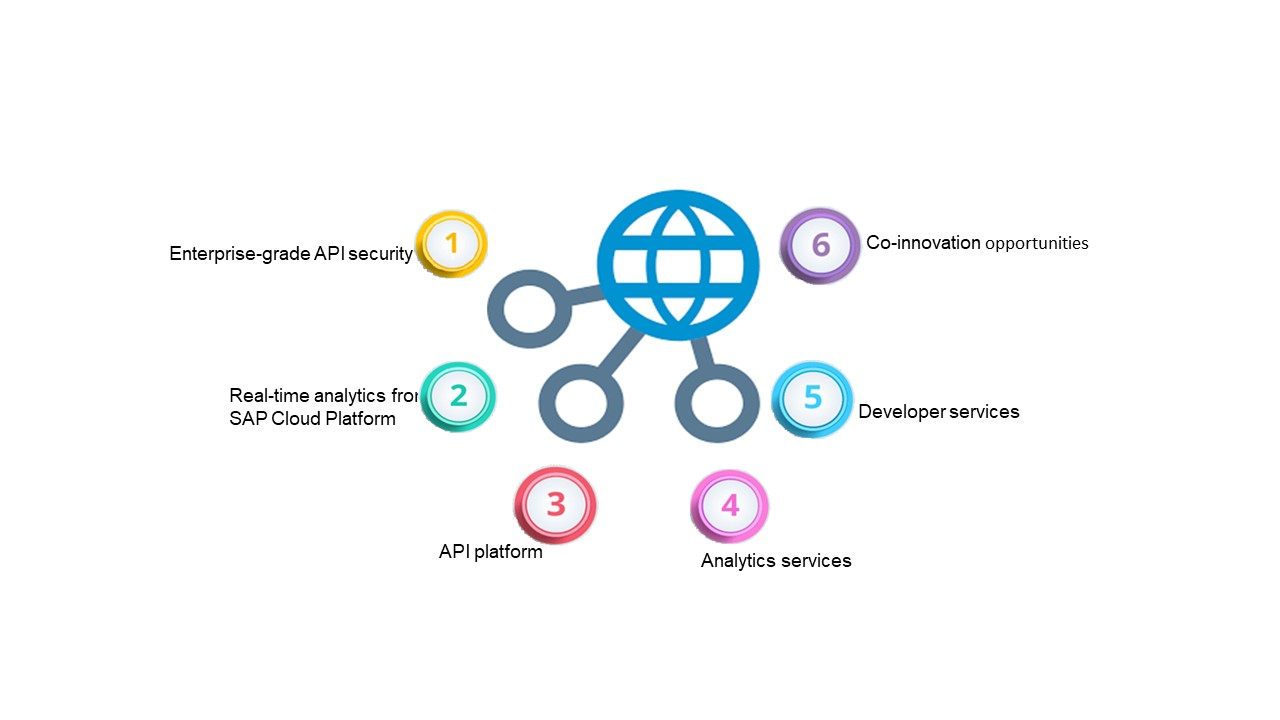 1
Enterprise-grade API security
2
Real-time analytics fro
SAP Cloud Platform
3
API platform
4
Analytics services
5
Developer services
6
Co-innovation opportunities